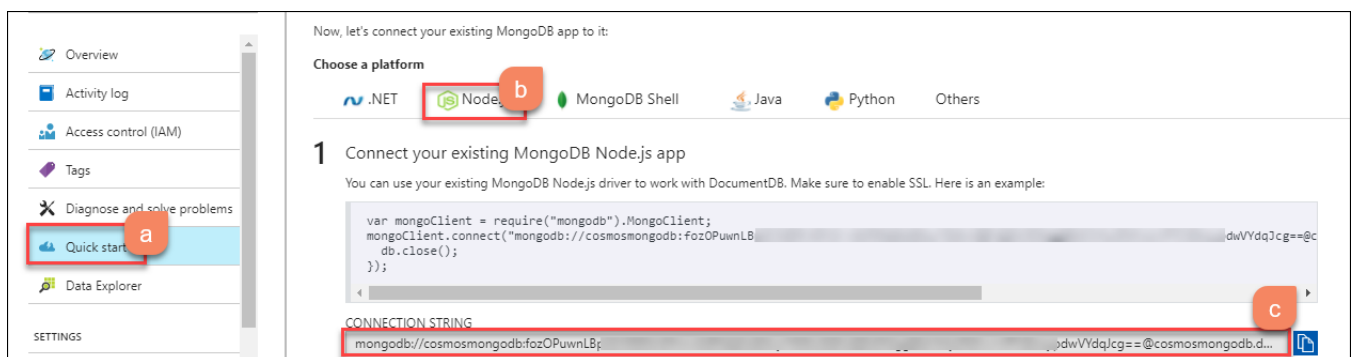 Overview
Activity log
Access control (IAM)
Tags
Diagnose and solve problems
a
Quick start
Data Explorer
SETTINGS
Now, let's connect your existing MongoDB app to it:
Choose a platform
b
.NET Node MongoDB Shell Java Python Others
1 Connect your existing MongoDB Node.js app
You can use your existing MongoDB Node.js driver to work with DocumentDB. Make sure to enable SSL. Here is an example:
var mongoClient = require("mongodb").MongoClient;
mongoClient.connect("mongodb://cosmosmongodb:fozOPuwnLB dwVYdqJcg==@c
db.close();
});
c
CONNECTION STRING
mongodb://cosmosmongodb:fozOPuwnLB dwVYdqJcg==@cosmosmongodb.d...